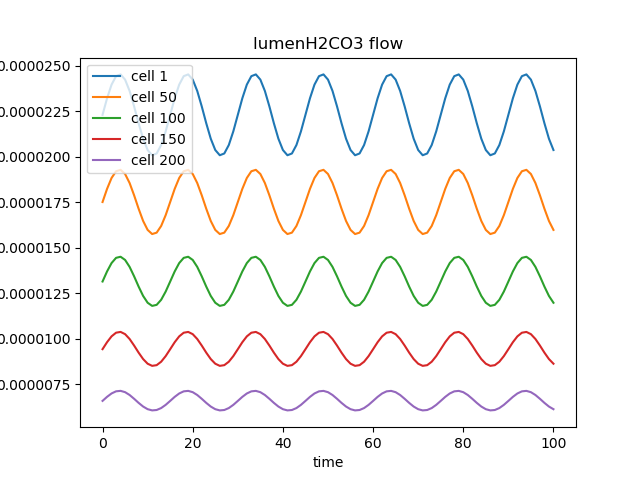 lumenH2CO3 flow
0.0000250
0.0000225
0.0000200
0.0000175
0.0000150
0.0000125
0.0000100
0.0000075
cell 1
cell 50
cell 100
cell 150
cell 200
0 20 40 60 80 100
time